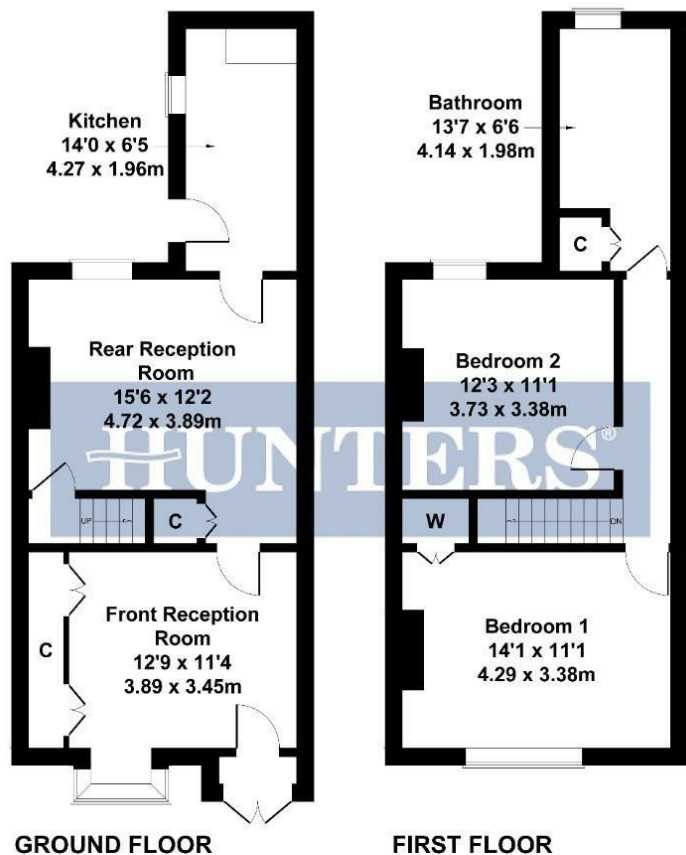 Kitchen
14'0 x 6'5
4.27 x 1.96m
Rear Reception
Room
15'6 x 12'2
4.72 x 3.89m
UP
C
C
Front Reception
Room
12'9 x 11'4
3.89 x 3.45m
GROUND FLOOR
Bathroom
13'7 x 6'6
4.14 x 1.98m
C
Bedroom 2
12'3 x 11'1
3.73 x 3.38m
W
DN
Bedroom 1
14'1 x 11'1
4.29 x 3.38m
FIRST FLOOR
HUNTERS®